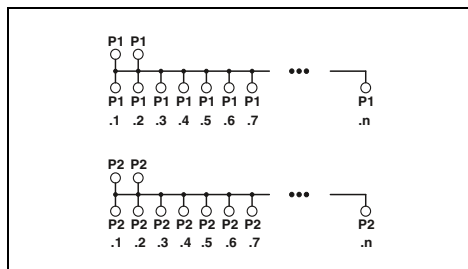 P1 P1
P1 P1 P1 P1 P1 P1 P1 P1
.1 .2 .3 .4 .5 .6 .7 .n
P2 P2
P2 P2 P2 P2 P2 P2 P2 P2
.1 .2 .3 .4 .5 .6 .7 .n